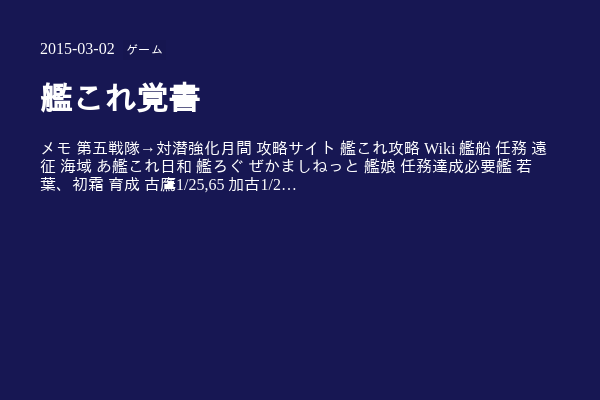 2015-03-02 ゲーム
艦これ覚書
メモ 第五戦隊→対潜強化月間 攻略サイト 艦これ攻略 Wiki 艦船 任務 遠
征 海域 あ艦これ日和 艦ろぐ ぜかましねっと 艦娘 任務達成必要艦 若
葉、初霜 育成 古鷹1/25,65 加古1/2…